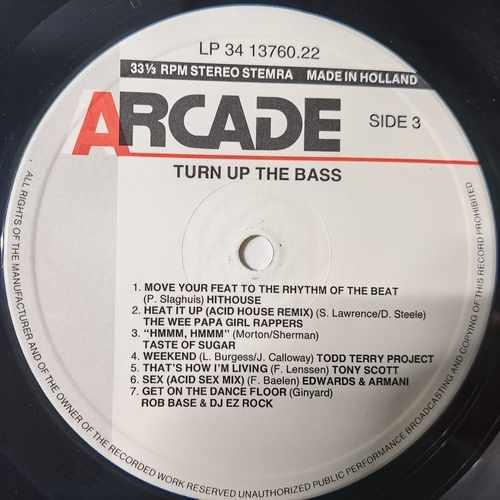 LP 34 13760.22
33⅓ RPM STEREO STEMRA MADE IN HOLLAND
ARCADE
SIDE 3
TURN UP THE BASS
1. MOVE YOUR FEAT TO THE RHYTHM OF THE BEAT
(P. Slaghuis) HITHOUSE
2. HEAT IT UP (ACID HOUSE REMIX) (S. Lawrence/D. Steele)
THE WEE PAPA GIRL RAPPERS
3. “HMMM, HMMM” (Morton/Sherman)
TASTE OF SUGAR
4. WEEKEND (L. Burgess/J. Calloway) TODD TERRY PROJECT
5. THAT'S HOW I'M LIVING (F. Lenssen) TONY SCOTT
6. SEX (ACID SEX MIX) (F. Baelen) EDWARDS & ARMANI
7. GET ON THE DANCE FLOOR (Ginyard)
ROB BASE & DJ EZ ROCK
ALL RIGHTS OF THE MANUFACTURER AND OF THE OWNER OF THE RECORDED WORK RESERVED UNAUTHORIZED PUBLIC PERFORMANCE BROADCASTING AND COPYING OF THIS RECORD PROHIBITED